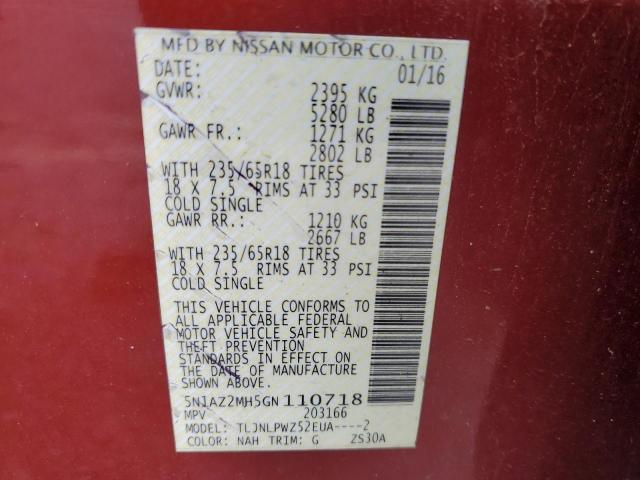 MFD BY NISSAN MOTOR CO., LTD.
DATE: 01/16
GVWR: 2395 KG
5280 LB
GAWR FR.: 1271 KG
2802 LB
WITH 235/65R18 TIRES
18 X 7.5 RIMS AT 33 PSI
COLD SINGLE
GAWR RR.: 1210 KG
2667 LB
WITH 235/65R18 TIRES
18 X 7.5 RIMS AT 33 PSI
COLD SINGLE
THIS VEHICLE CONFORMS TO
ALL APPLICABLE FEDERAL
MOTOR VEHICLE SAFETY AND
THEFT PREVENTION
STANDARDS IN EFFECT ON
THE DATE OF MANUFACTURE
SHOWN ABOVE.
5N1AZ2MH5GN110718
MPV 203166
MODEL: TLJNLPWZ52EUA----2
COLOR: NAH TRIM: G ZS30A